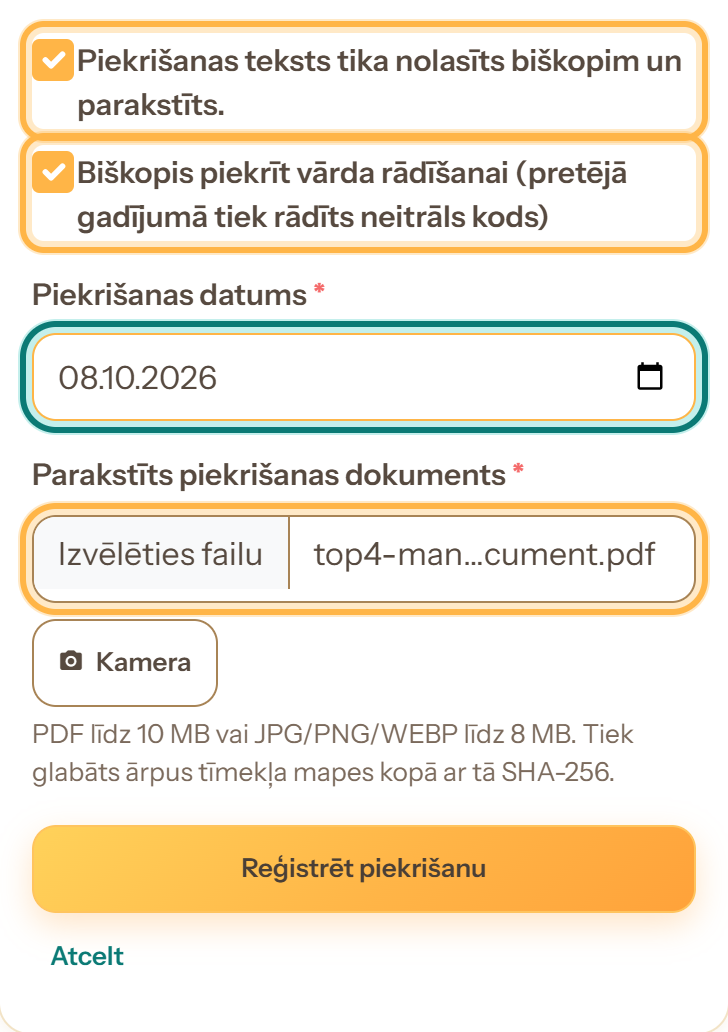 Piekrišanas teksts tika nolasīts biškopim un
parakstīts.
Biškopis piekrīt vārda rādīšanai (pretējā
gadījumā tiek rādīts neitrāls kods)
Piekrišanas datums *
08.10.2026
Parakstīts piekrišanas dokuments *
Izvēlēties failu top4-man...cument.pdf
Kamera
PDF līdz 10 MB vai JPG/PNG/WEBP līdz 8 MB. Tiek
glabāts ārpus tīmekļa mapes kopā ar tā SHA-256.
Reģistrēt piekrišanu
Atcelt